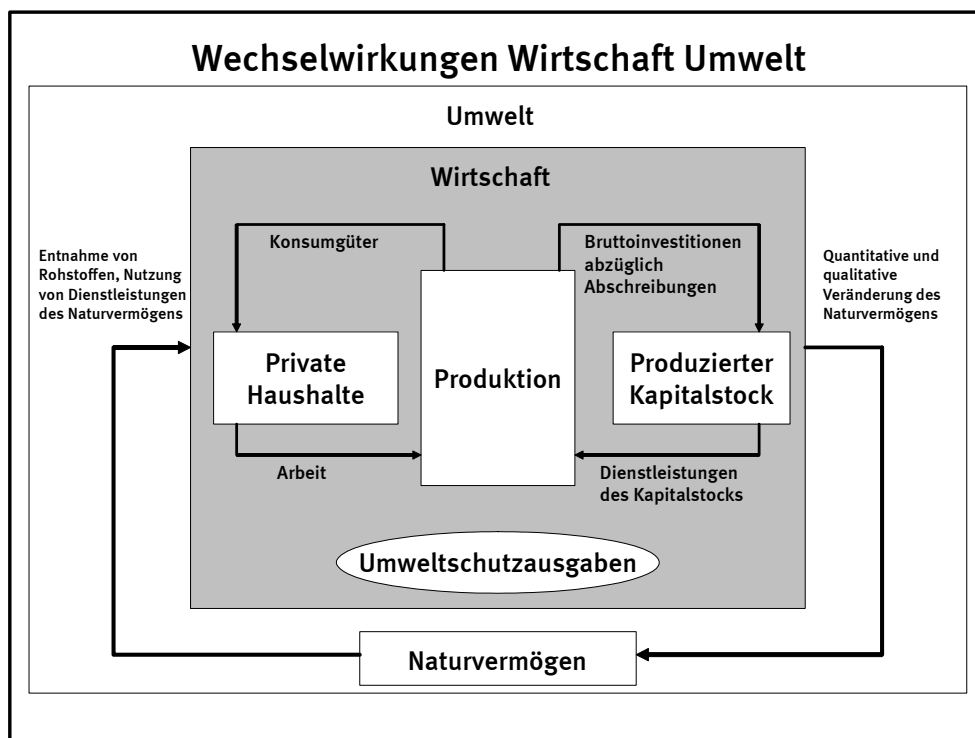 Wechselwirkungen Wirtschaft Umwelt
Umwelt
Wirtschaft
Entnahme von
Rohstoffen, Nutzung
von Dienstleistungen
des Naturvermögens
Konsumgüter
Bruttoinvestitionen
abzüglich
Abschreibungen
Quantitative und
qualitative
Veränderung des
Naturvermögens
Private
Haushalte
Produktion
Produzierter
Kapitalstock
Arbeit
Dienstleistungen
des Kapitalstocks
Umweltschutzausgaben
Naturvermögen